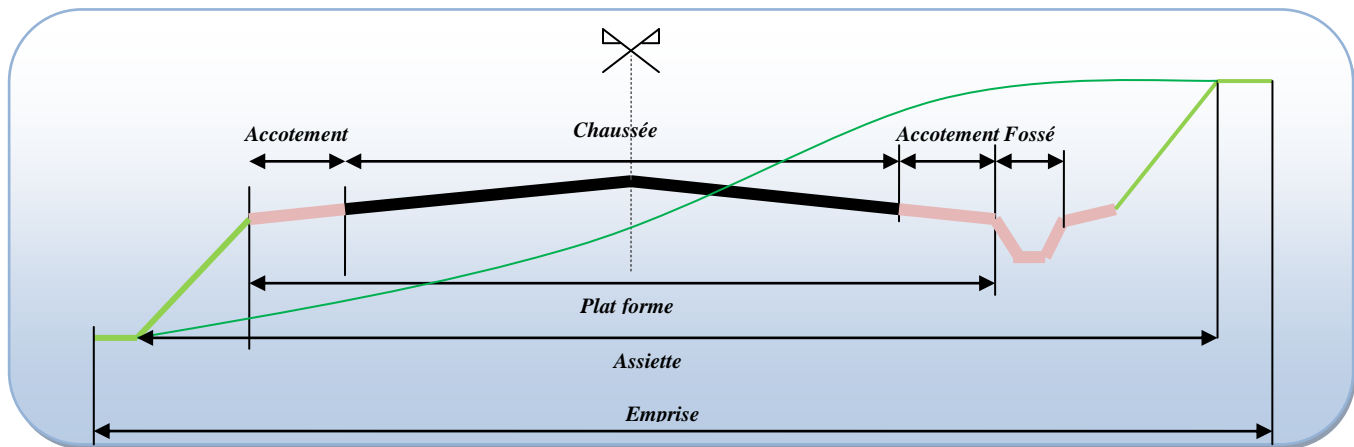 Accotement
Chaussée
Accotement Fossé
Plat forme
Assiette
Emprise